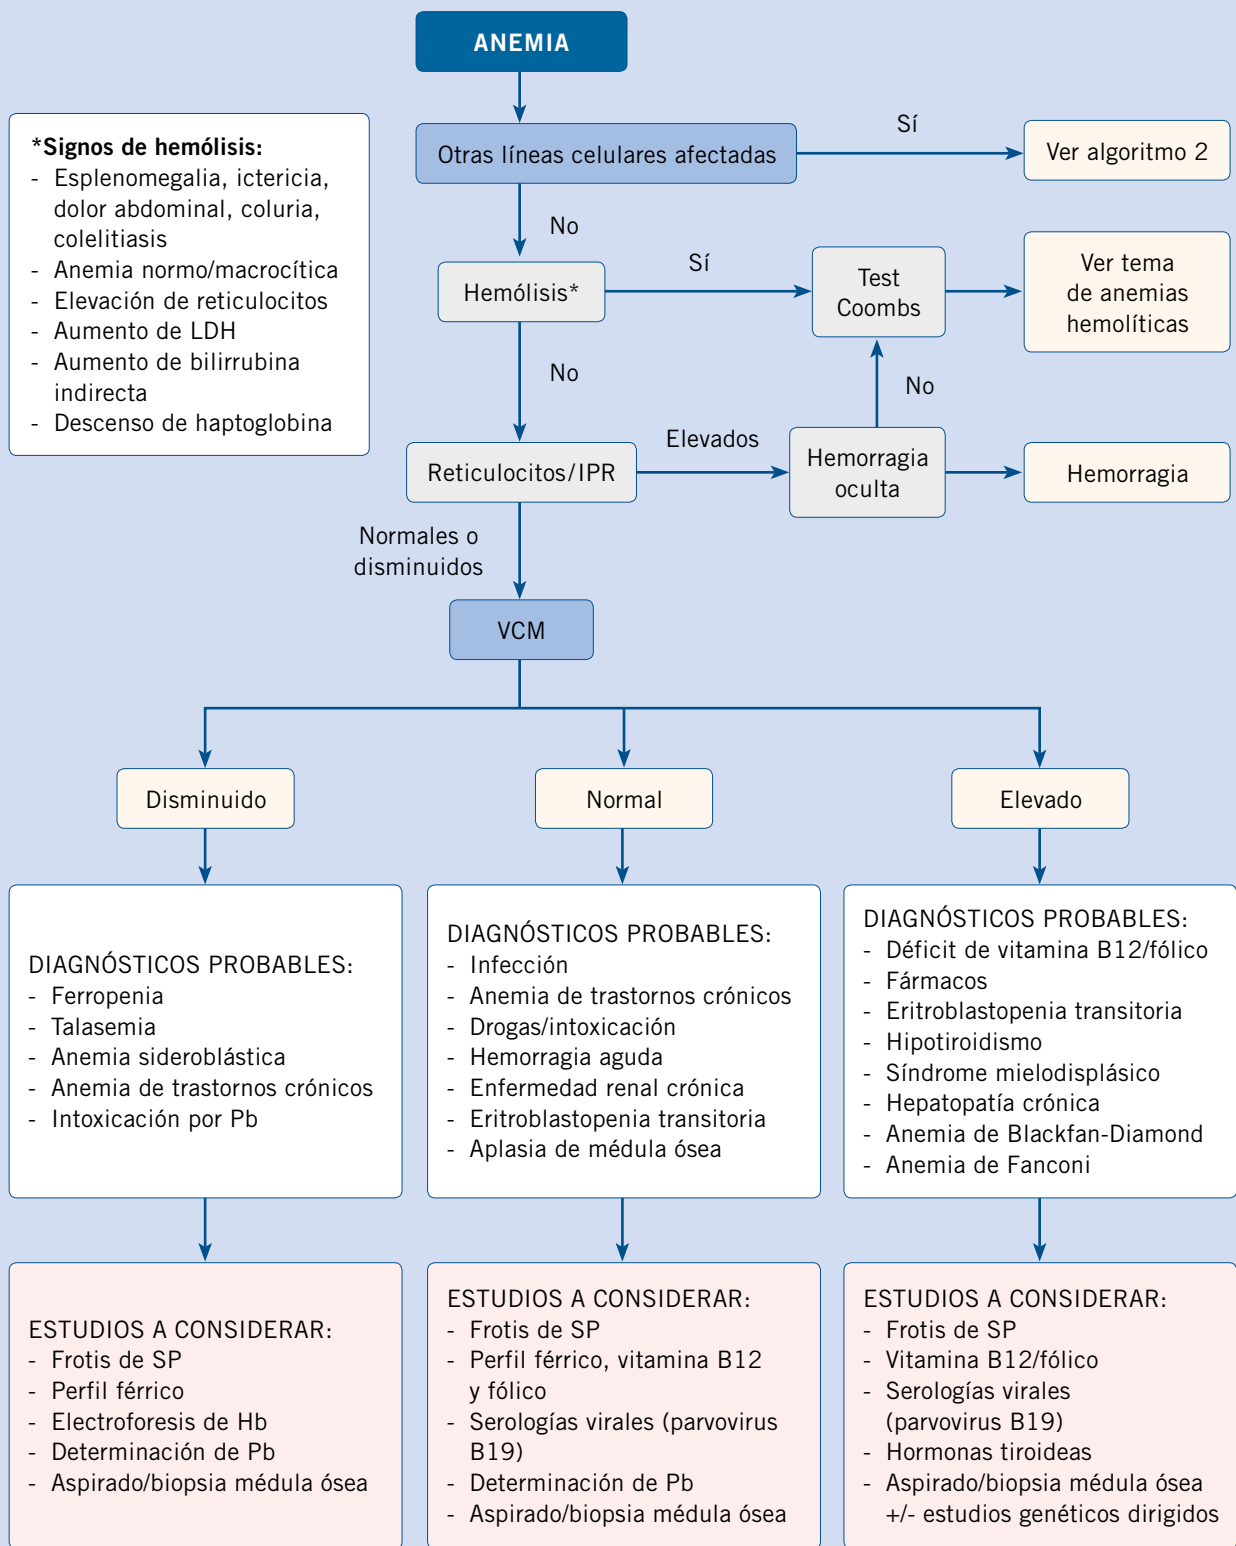 ANEMIA
*Signos de hemólisis:
- Esplenomegalia, ictericia,
dolor abdominal, coluria,
colelitiasis
- Anemia normo/macrocítica
- Elevación de reticulocitos
- Aumento de LDH
- Aumento de bilirrubina
indirecta
- Descenso de haptoglobina
Otras líneas celulares afectadas
Sí
Ver algoritmo 2
No
Hemólisis*
Sí
Test
Coombs
Ver tema
de anemias
hemolíticas
No
No
Reticulocitos/IPR
Elevados
Hemorragia
oculta
Hemorragia
Normales o
disminuidos
VCM
Disminuido
Normal
Elevado
DIAGNÓSTICOS PROBABLES:
- Ferropenia
- Talasemia
- Anemia sideroblástica
- Anemia de trastornos crónicos
- Intoxicación por Pb
DIAGNÓSTICOS PROBABLES:
- Infección
- Anemia de trastornos crónicos
- Drogas/intoxicación
- Hemorragia aguda
- Enfermedad renal crónica
- Eritroblastopenia transitoria
- Aplasia de médula ósea
DIAGNÓSTICOS PROBABLES:
- Déficit de vitamina B12/fólico
- Fármacos
- Eritroblastopenia transitoria
- Hipotiroidismo
- Síndrome mielodisplásico
- Hepatopatía crónica
- Anemia de Blackfan-Diamond
- Anemia de Fanconi
ESTUDIOS A CONSIDERAR:
- Frotis de SP
- Perfil férrico
- Electroforesis de Hb
- Determinación de Pb
- Aspirado/biopsia médula ósea
ESTUDIOS A CONSIDERAR:
- Frotis de SP
- Perfil férrico, vitamina B12
y fólico
- Serologías virales (parvovirus
B19)
- Determinación de Pb
- Aspirado/biopsia médula ósea
ESTUDIOS A CONSIDERAR:
- Frotis de SP
- Vitamina B12/fólico
- Serologías virales
(parvovirus B19)
- Hormonas tiroideas
- Aspirado/biopsia médula ósea
+/- estudios genéticos dirigidos